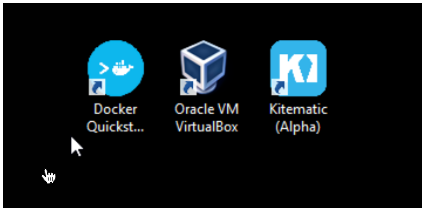 Docker
Quickst...
Oracle VM
VirtualBox
Kitematic
(Alpha)